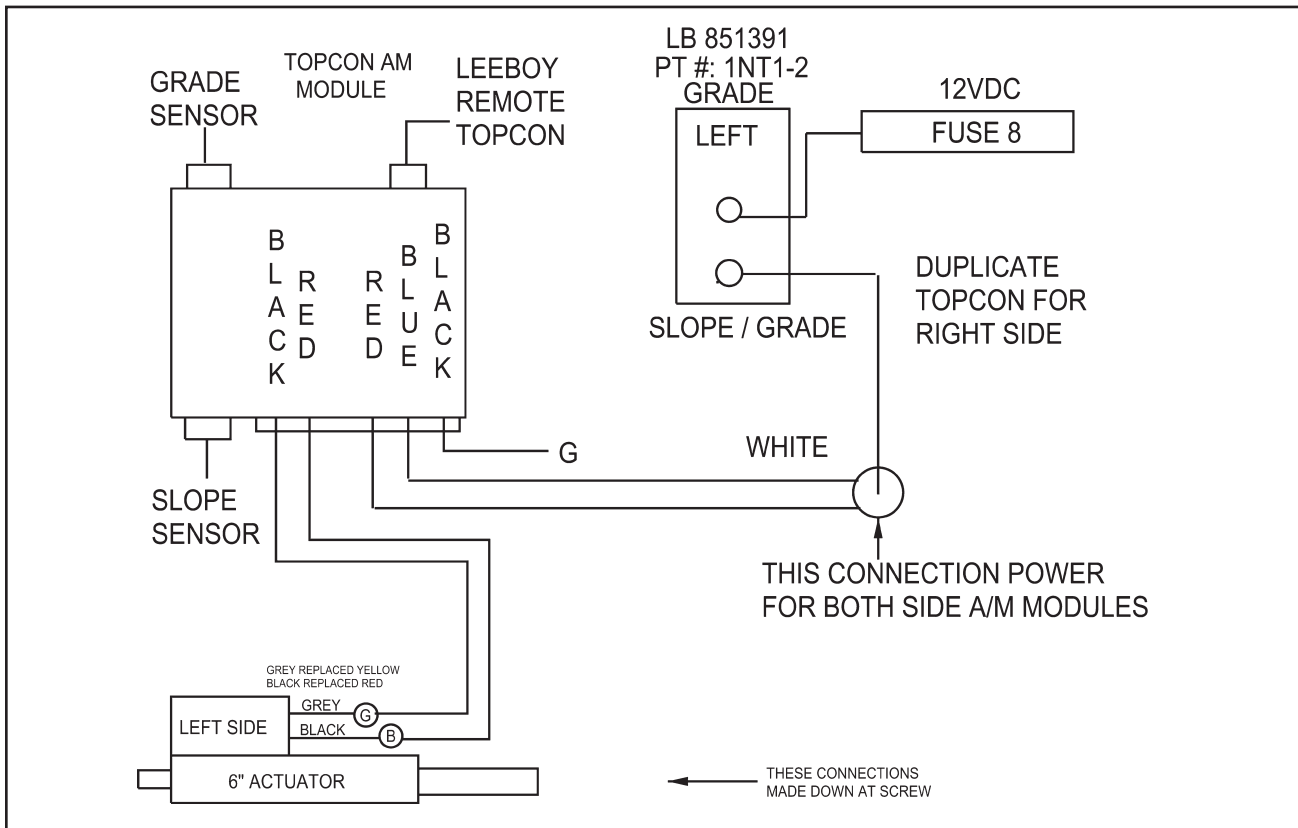 GRADE
SENSOR
TOPCON AM
MODULE
LEEBOY
REMOTE
TOPCON
LB 851391
PT #: 1NT1-2
GRADE
LEFT
12VDC
FUSE 8
BLACK
RED
RED
BLUE
BLACK
SLOPE / GRADE
DUPLICATE
TOPCON FOR
RIGHT SIDE
G
WHITE
SLOPE
SENSOR
THIS CONNECTION POWER
FOR BOTH SIDE A/M MODULES
GREY REPLACED YELLOW
BLACK REPLACED RED
GREY
G
BLACK
B
LEFT SIDE
6" ACTUATOR
THESE CONNECTIONS
MADE DOWN AT SCREW